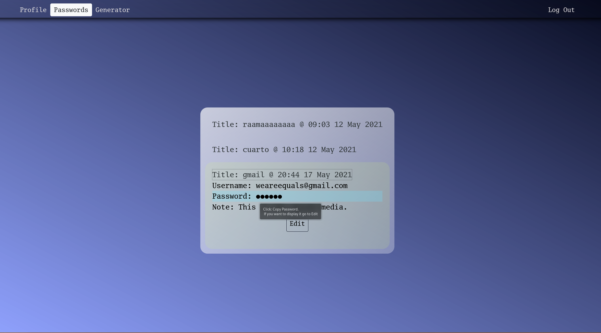 Profile Passwords Generator Log Out
Title: raamaaaaaaaa @ 09:03 12 May 2021
Title: cuarto @ 10:18 12 May 2021
Title: gmail @ 20:44 17 May 2021
Username: weareequals@gmail.com
Password: ●●●●●●
Click: Copy Password
If you want to display it go to Edit
Note: This media.
Edit